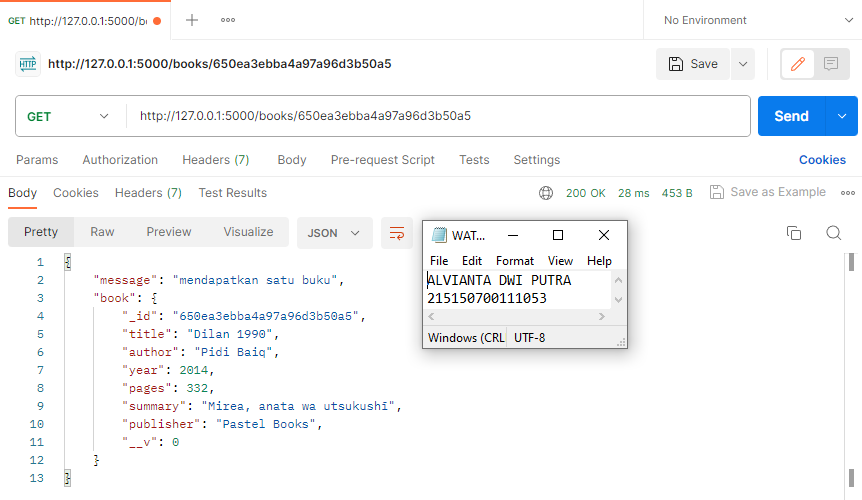 GET http://127.0.0.1:5000/b
No Environment
HTTP http://127.0.0.1:5000/books/650ea3ebba4a97a96d3b50a5
Save
GET http://127.0.0.1:5000/books/650ea3ebba4a97a96d3b50a5
Send
Params Authorization Headers (7) Body Pre-request Script Tests Settings Cookies
Body Cookies Headers (7) Test Results 200 OK 28 ms 453 B Save as Example
Pretty Raw Preview Visualize JSON
1 {
2 "message": "mendapatkan satu buku",
3 "book": {
4 "_id": "650ea3ebba4a97a96d3b50a5",
5 "title": "Dilan 1990",
6 "author": "Pidi Baiq",
7 "year": 2014,
8 "pages": 332,
9 "summary": "Mirea, anata wa utsukushī",
10 "publisher": "Pastel Books",
11 "__v": 0
12 }
13 }
WAT...
File Edit Format View Help
ALVIANTA DWI PUTRA
215150700111053
Windows (CRL UTF-8